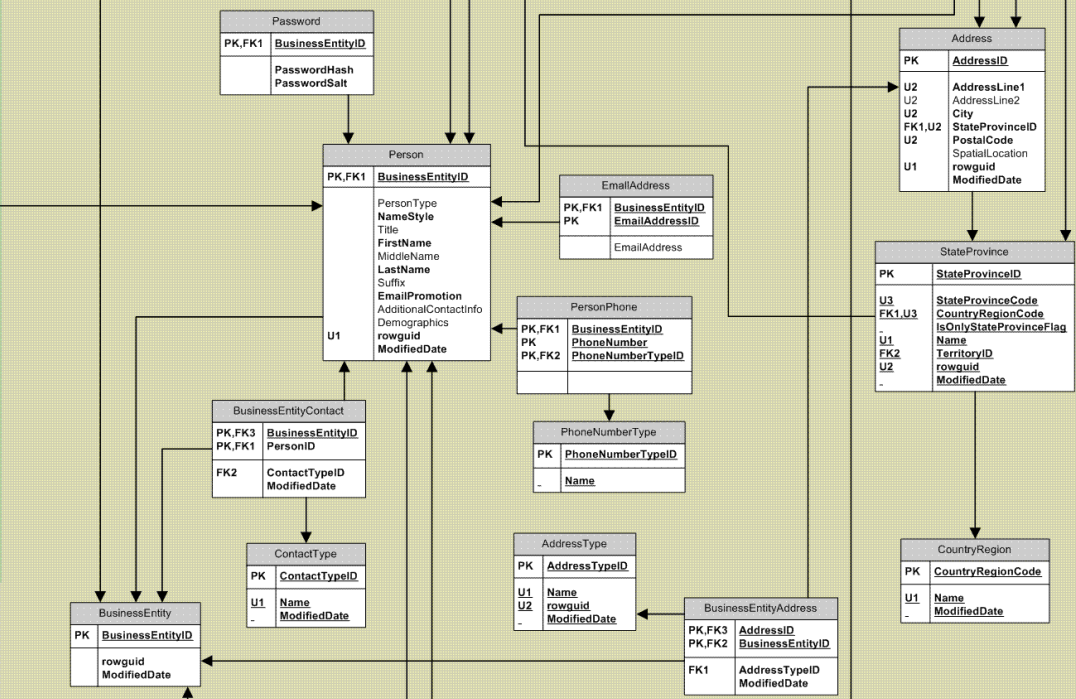 Password
PK,FK1 BusinessEntityID
PasswordHash
PasswordSalt
Person
PK,FK1 BusinessEntityID
PersonType
NameStyle
Title
FirstName
MiddleName
LastName
Suffix
EmailPromotion
AdditionalContactInfo
Demographics
U1 rowguid
ModifiedDate
EmailAddress
PK,FK1 BusinessEntityID
PK EmailAddressID
EmailAddress
PersonPhone
PK,FK1 BusinessEntityID
PK PhoneNumber
PK,FK2 PhoneNumberTypeID
PhoneNumberType
PK PhoneNumberTypeID
_ Name
Address
PK AddressID
U2 AddressLine1
U2 AddressLine2
U2 City
FK1,U2 StateProvinceID
U2 PostalCode
SpatialLocation
U1 rowguid
ModifiedDate
StateProvince
PK StateProvinceID
U3 StateProvinceCode
FK1,U3 CountryRegionCode
_ IsOnlyStateProvinceFlag
U1 Name
FK2 TerritoryID
U2 rowguid
_ ModifiedDate
BusinessEntityContact
PK,FK3 BusinessEntityID
PK,FK1 PersonID
FK2 ContactTypeID
ModifiedDate
ContactType
PK ContactTypeID
U1 Name
_ ModifiedDate
AddressType
PK AddressTypeID
U1 Name
U2 rowguid
_ ModifiedDate
CountryRegion
PK CountryRegionCode
U1 Name
_ ModifiedDate
BusinessEntity
PK BusinessEntityID
rowguid
ModifiedDate
BusinessEntityAddress
PK,FK3 AddressID
PK,FK2 BusinessEntityID
FK1 AddressTypeID
ModifiedDate